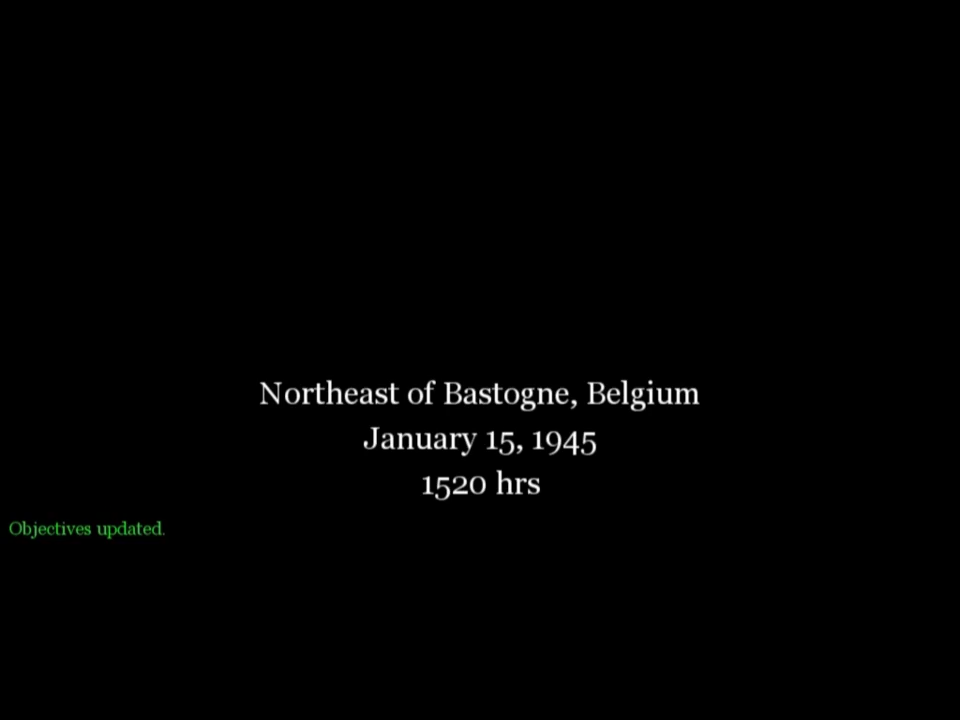 Northeast of Bastogne, Belgium
January 15, 1945
1520 hrs
Objectives updated.